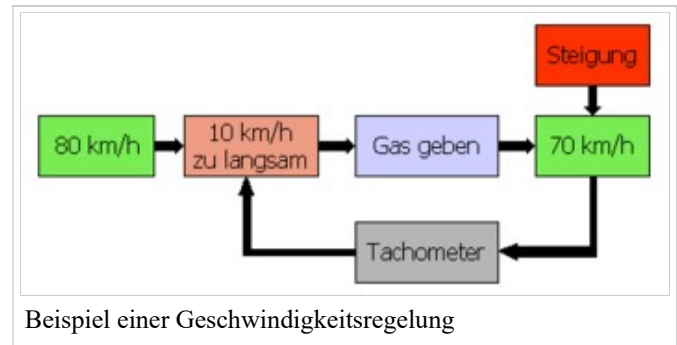 Steigung
80 km/h
10 km/h
zu langsam
Gas geben
70 km/h
Tachometer
Beispiel einer Geschwindigkeitsregelung